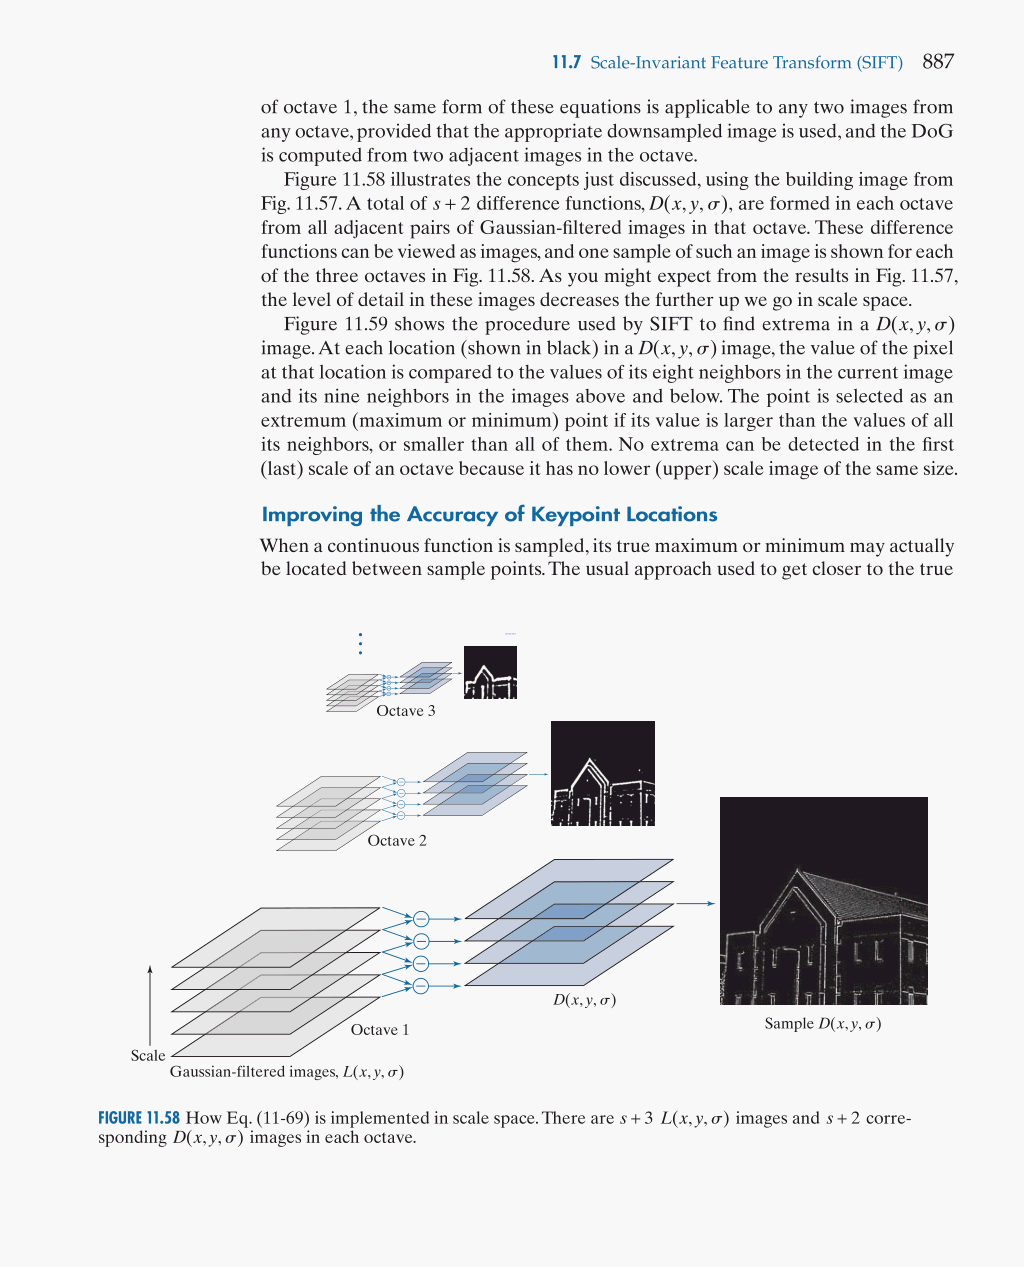 11.7 Scale-Invariant Feature Transform (SIFT) 887
of octave 1, the same form of these equations is applicable to any two images from
any octave, provided that the appropriate downsampled image is used, and the DoG
is computed from two adjacent images in the octave.
Figure 11.58 illustrates the concepts just discussed, using the building image from
Fig. 11.57. A total of s + 2 difference functions, D(x, y, σ), are formed in each octave
from all adjacent pairs of Gaussian-filtered images in that octave. These difference
functions can be viewed as images, and one sample of such an image is shown for each
of the three octaves in Fig. 11.58. As you might expect from the results in Fig. 11.57,
the level of detail in these images decreases the further up we go in scale space.
Figure 11.59 shows the procedure used by SIFT to find extrema in a D(x, y, σ)
image. At each location (shown in black) in a D(x, y, σ) image, the value of the pixel
at that location is compared to the values of its eight neighbors in the current image
and its nine neighbors in the images above and below. The point is selected as an
extremum (maximum or minimum) point if its value is larger than the values of all
its neighbors, or smaller than all of them. No extrema can be detected in the first
(last) scale of an octave because it has no lower (upper) scale image of the same size.
Improving the Accuracy of Keypoint Locations
When a continuous function is sampled, its true maximum or minimum may actually
be located between sample points. The usual approach used to get closer to the true
Octave 3
Octave 2
D(x, y, σ)
Sample D(x, y, σ)
Octave 1
Scale
Gaussian-filtered images, L(x, y, σ)
FIGURE 11.58 How Eq. (11-69) is implemented in scale space. There are s + 3 L(x, y, σ) images and s + 2 corre-
sponding D(x, y, σ) images in each octave.